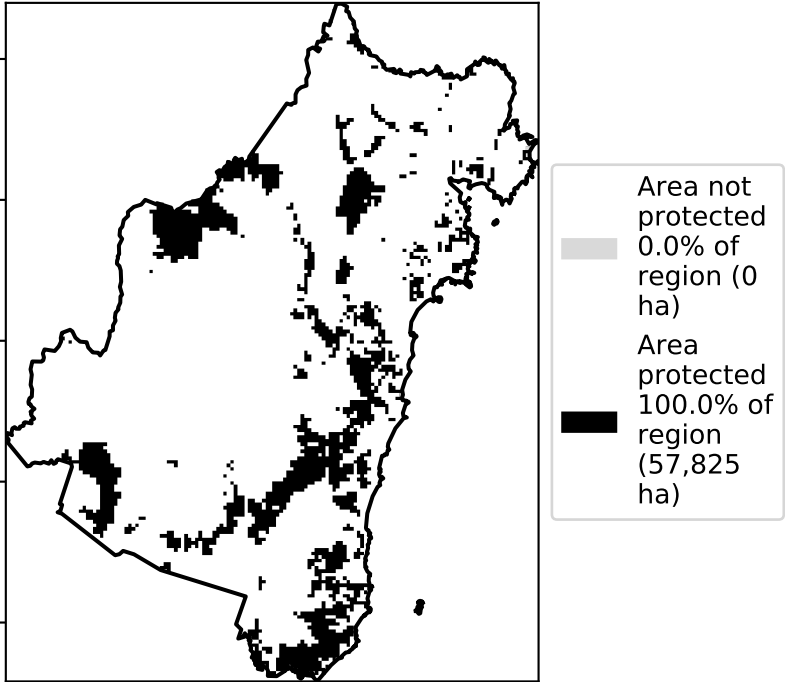 Area not
protected
0.0% of
region (0
ha)
Area
protected
100.0% of
region
(57,825
ha)